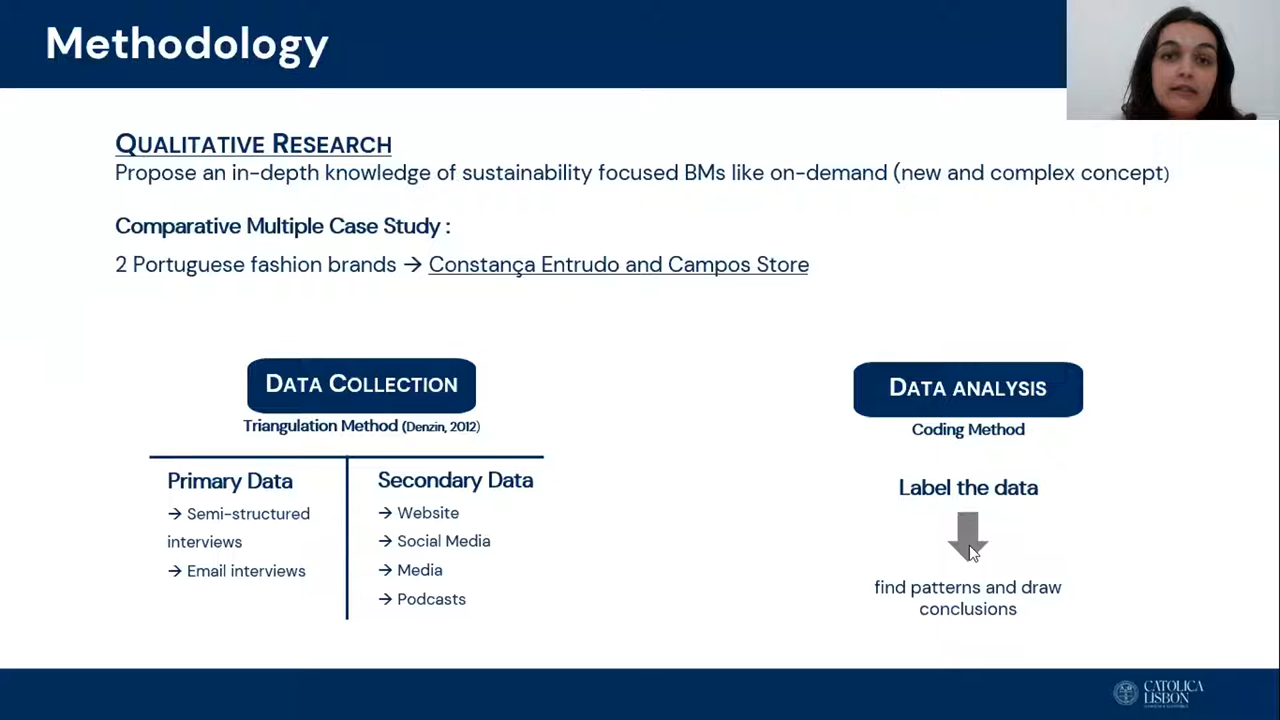 Methodology
QUALITATIVE RESEARCH
Propose an in-depth knowledge of sustainability focused BMs like on-demand (new and complex concept)
Comparative Multiple Case Study :
2 Portuguese fashion brands → Constança Entrudo and Campos Store
DATA COLLECTION
Triangulation Method (Denzin, 2012)
Primary Data
→ Semi-structured
interviews
→ Email interviews
Secondary Data
→ Website
→ Social Media
→ Media
→ Podcasts
DATA ANALYSIS
Coding Method
Label the data
find patterns and draw
conclusions
CATOLICA
LISBON